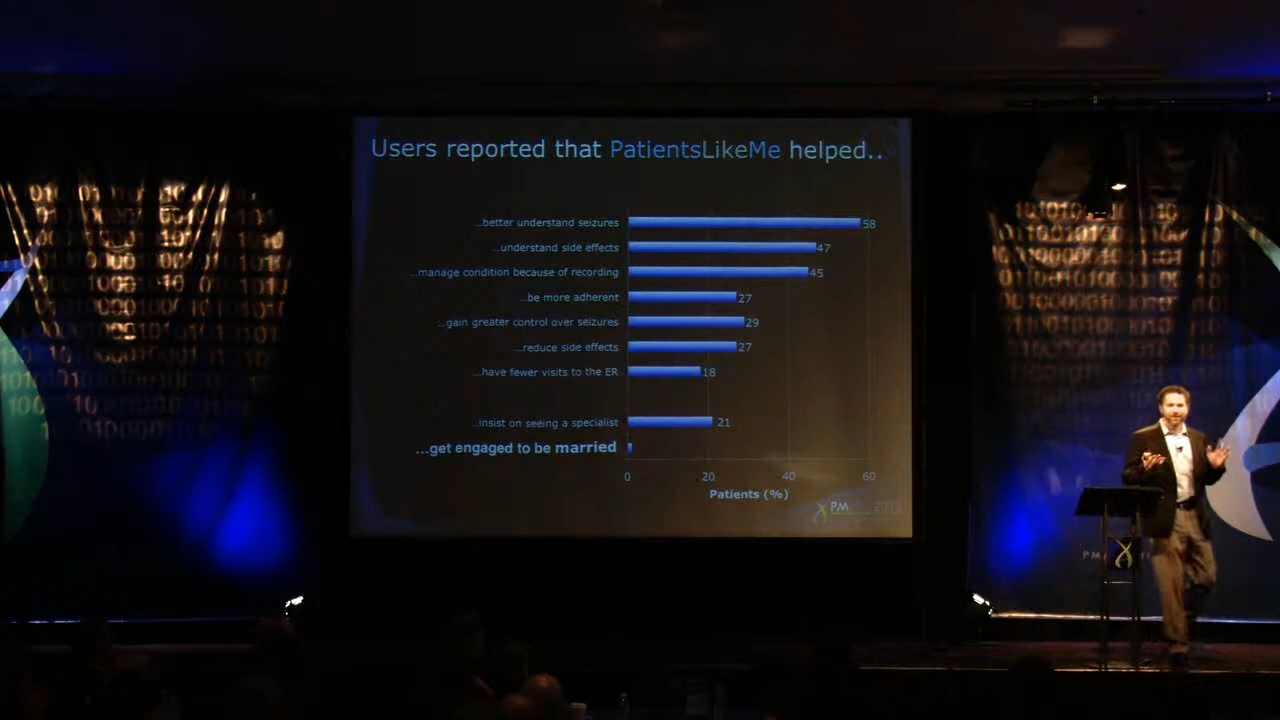 Users reported that PatientsLikeMe helped..
...better understand seizures 58
...understand side effects 47
...manage condition because of recording 45
...be more adherent 27
...gain greater control over seizures 29
...reduce side effects 27
...have fewer visits to the ER 18
...insist on seeing a specialist 21
...get engaged to be married
0 20 40 60
Patients (%)
PM